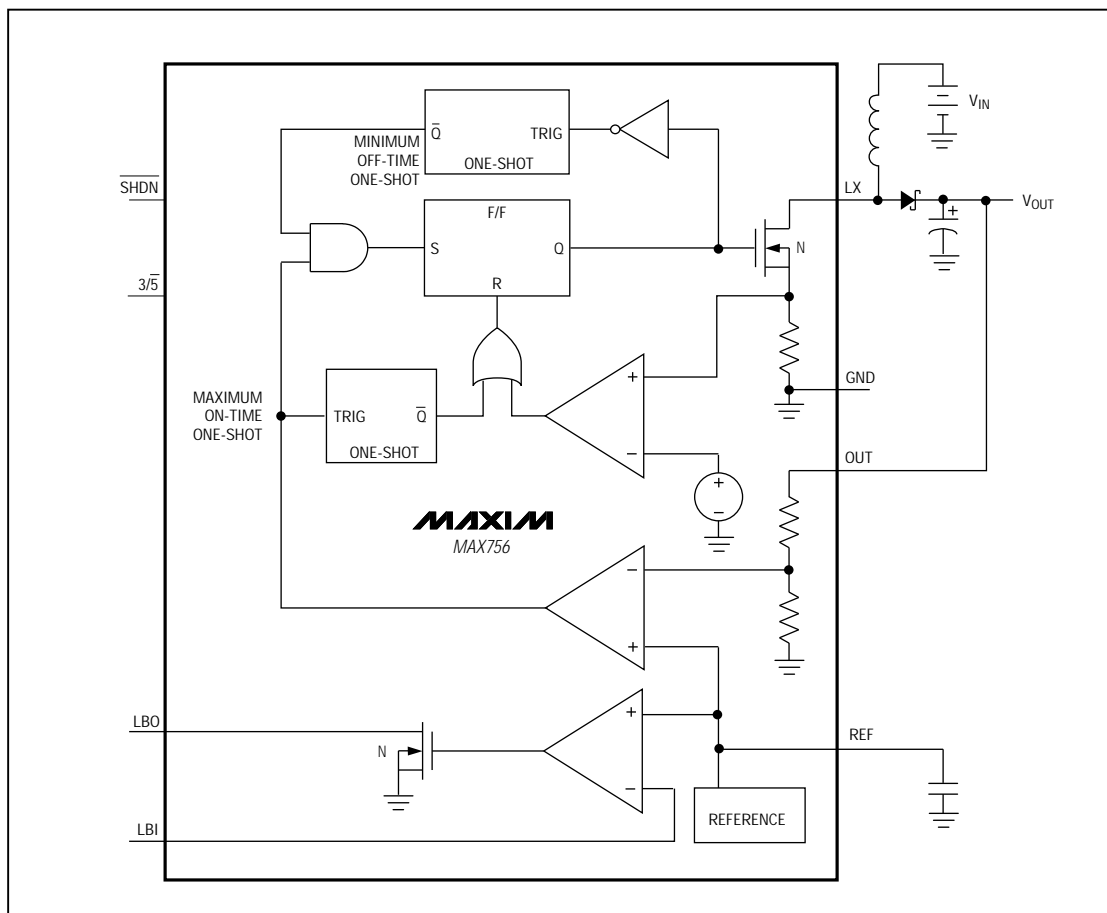 V_IN
Q̅
TRIG
MINIMUM
OFF-TIME
ONE-SHOT
ONE-SHOT
S̅H̅D̅N̅
LX
F/F
V_OUT
S
Q
N
R
3/5̅
GND
MAXIMUM
ON-TIME
ONE-SHOT
TRIG
Q̅
ONE-SHOT
+
−
+
−
OUT
+
MAXIM
MAX756
−
+
LBO
N
+
−
REF
REFERENCE
LBI